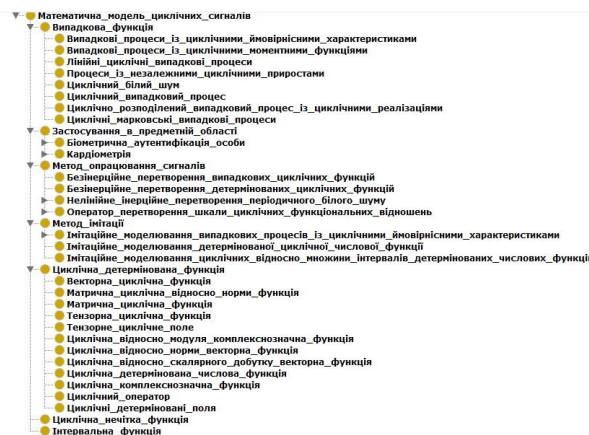 Математична_модель_циклічних_сигналів
Випадкова_функція
Випадкові_процеси_із_циклічними_ймовірнісними_характеристиками
Випадкові_процеси_із_циклічними_моментними_функціями
Лінійні_циклічні_випадкові_процеси
Процеси_із_незалежними_циклічними_приростами
Циклічний_білий_шум
Циклічний_випадковий_процес
Циклічно_розподілений_випадковий_процес_із_циклічними_реалізаціями
Циклічні_марковські_випадкові_процеси
Застосування_в_предметній_області
Біометрична_аутентифікація_особи
Кардіометрія
Метод_опрацювання_сигналів
Безінерційне_перетворення_випадкових_циклічних_функцій
Безінерційне_перетворення_детермінованих_циклічних_функцій
Нелінійне_інерційне_перетворення_періодичного_білого_шуму
Оператор_перетворення_шкали_циклічних_функціональних_відношень
Метод_імітації
Імітаційне_моделювання_випадкових_процесів_із_циклічними_ймовірнісними_характеристиками
Імітаційне_моделювання_детермінованої_циклічної_числової_функції
Імітаційне_моделювання_циклічних_відносно_множини_інтервалів_детермінованих_числових_функцій
Циклічна_детермінована_функція
Векторна_циклічна_функція
Матрична_циклічна_відносно_норми_функція
Матрична_циклічна_функція
Тензорна_циклічна_функція
Тензорне_циклічне_поле
Циклічна_відносно_модуля_комплекснозначна_функція
Циклічна_відносно_норми_векторна_функція
Циклічна_відносно_скалярного_добутку_векторна_функція
Циклічна_детермінована_числова_функція
Циклічна_комплекснозначна_функція
Циклічний_оператор
Циклічні_детерміновані_поля
Циклічна_нечітка_функція
Інтервальна_функція